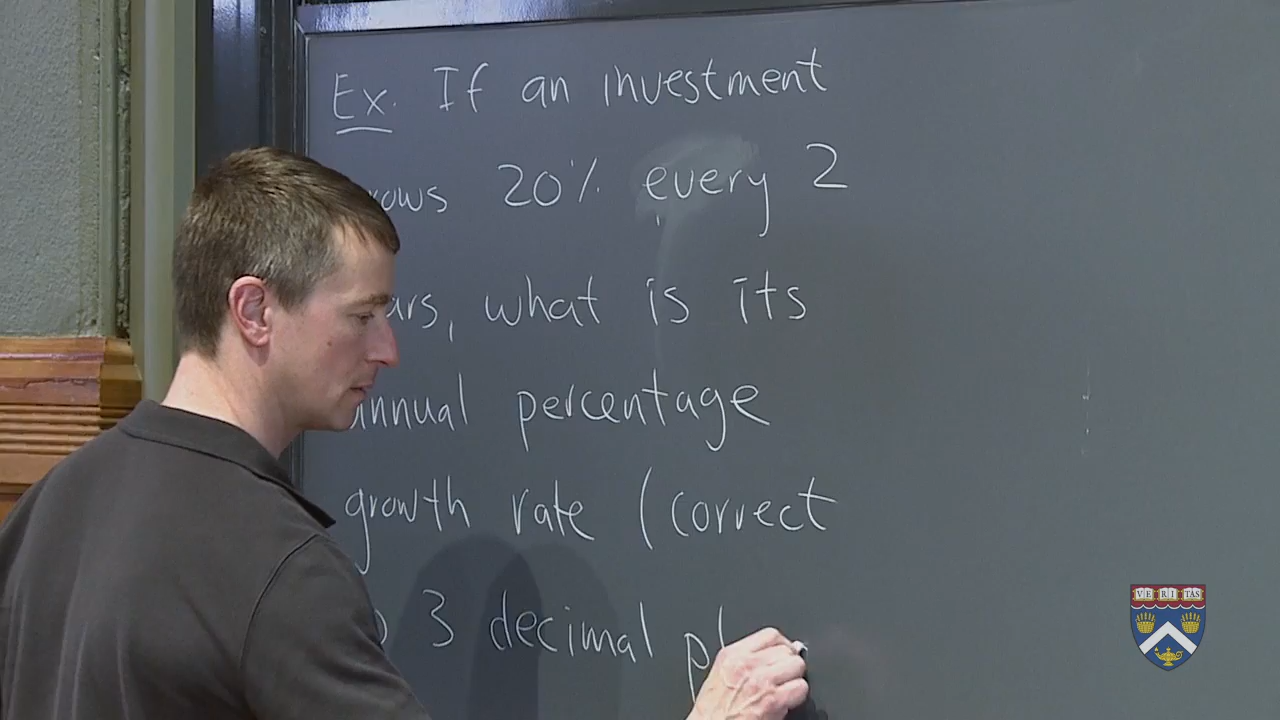 Ex. If an investment
20% every 2
what is its
annual percentage
growth rate (correct
3 decimal
VE RI TAS